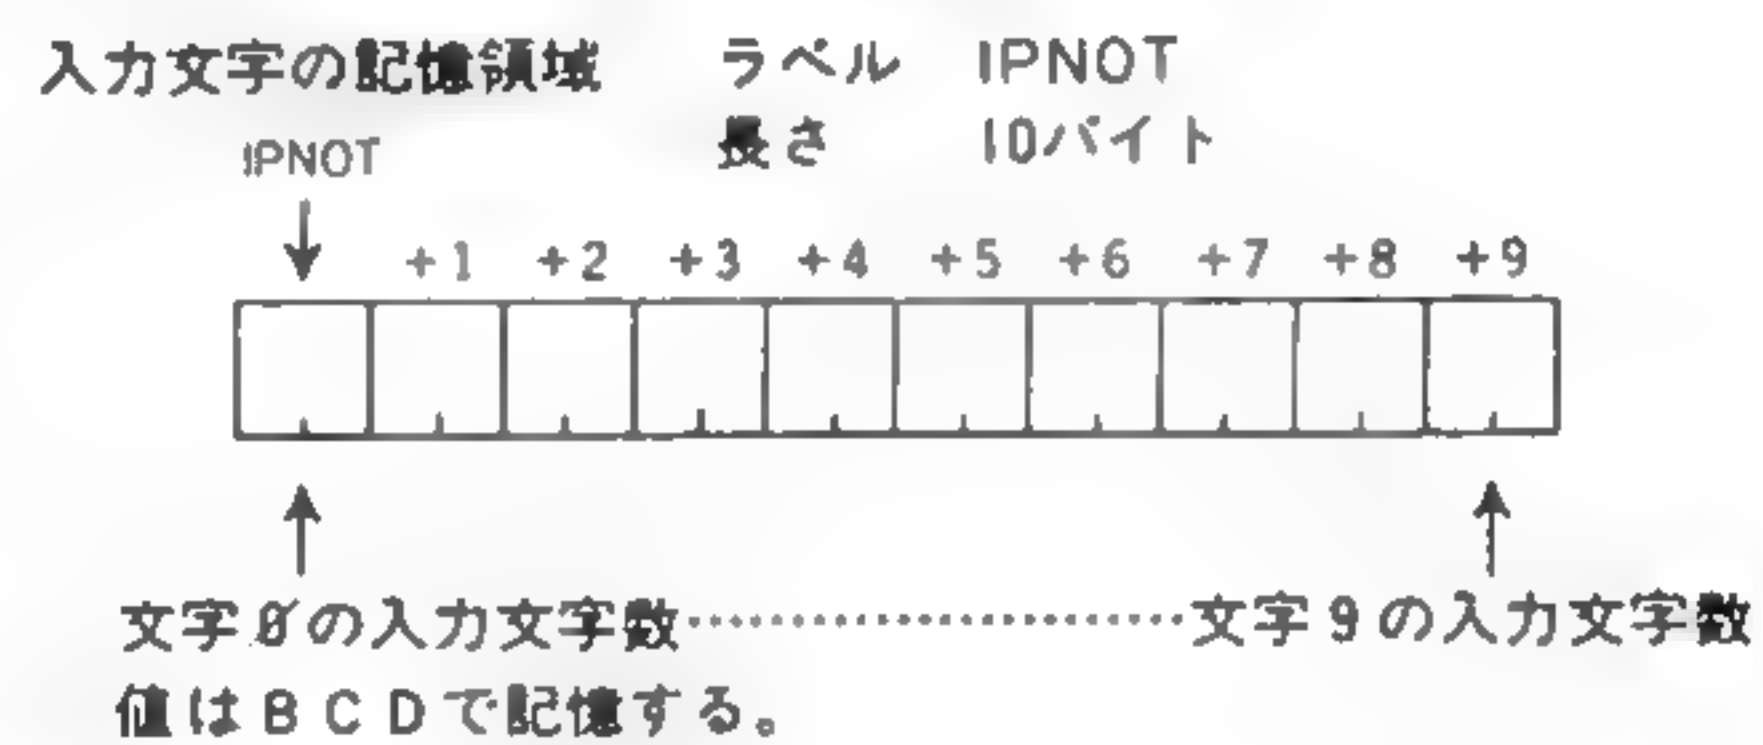 入力文字の記憶領域 ラベル IPNOT
長さ 10バイト
IPNOT
+1 +2 +3 +4 +5 +6 +7 +8 +9
文字0の入力文字数‥‥‥‥‥‥‥‥文字9の入力文字数
値はBCDで記憶する。